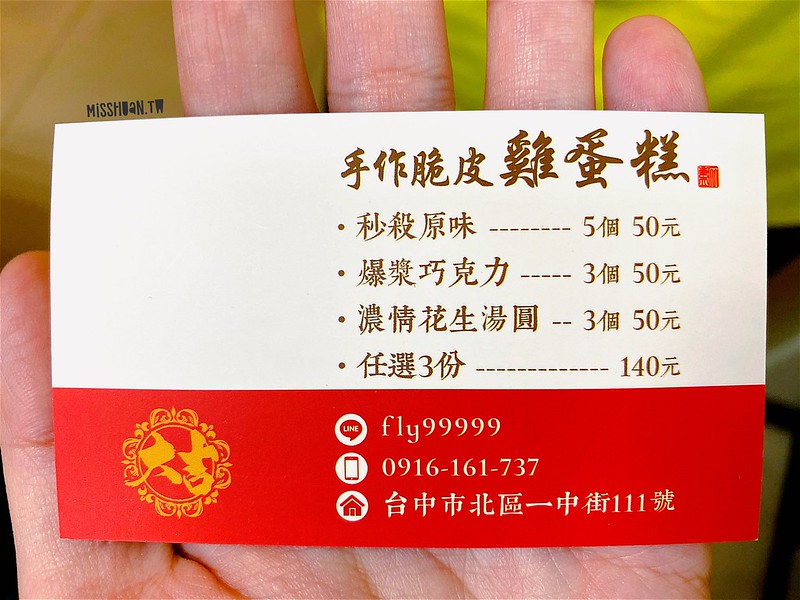 MiSSHUaN.TW
手作脆皮雞蛋糕
・秒殺原味 -------- 5個 50元
・爆漿巧克力 ----- 3個 50元
・濃情花生湯圓 -- 3個 50元
・任選3份 ------------- 140元
大吉
LINE fly99999
0916-161-737
台中市北區一中街111號